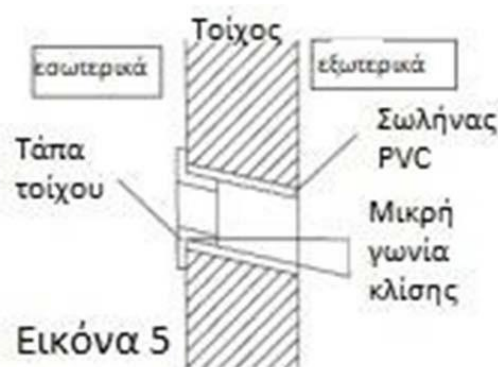 Τοίχος
εσωτερικά
εξωτερικά
Σωλήνας
PVC
Τάπα
τοίχου
Μικρή
γωνία
κλίσης
Εικόνα 5